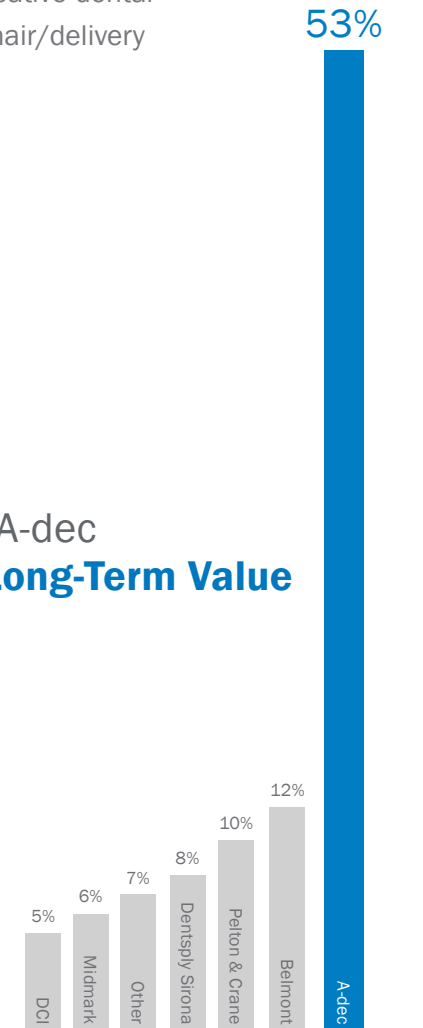 53%
hair/delivery
A-dec
Long-Term Value
12%
10%
8%
7%
6%
5%
DCI
Midmark
Other
Dentsply Sirona
Pelton & Crane
Belmont
A-dec